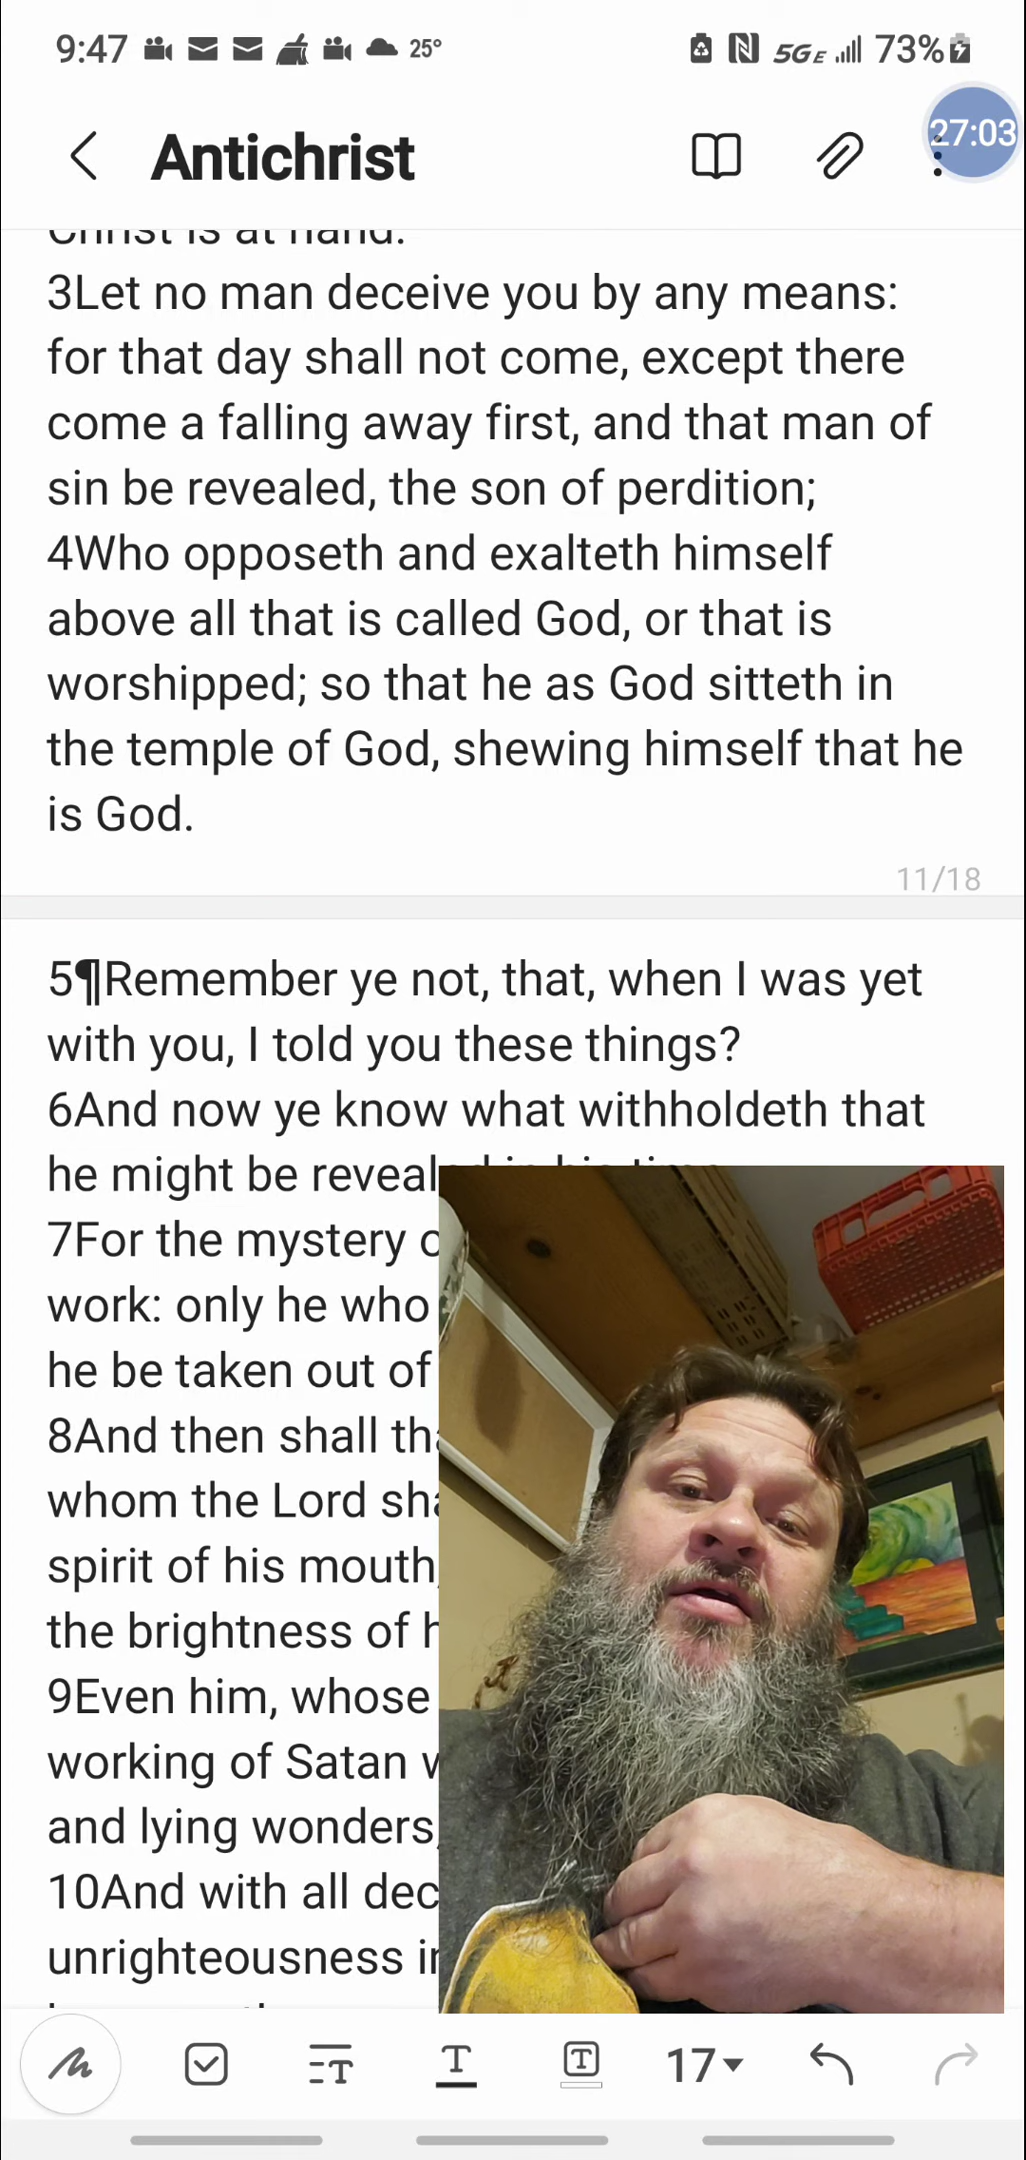 9:47 25° 5GE 73%
Antichrist
27:03
Christ is at hand.
3Let no man deceive you by any means:
for that day shall not come, except there
come a falling away first, and that man of
sin be revealed, the son of perdition;
4Who opposeth and exalteth himself
above all that is called God, or that is
worshipped; so that he as God sitteth in
the temple of God, shewing himself that he
is God.
11/18
5¶Remember ye not, that, when I was yet
with you, I told you these things?
6And now ye know what withholdeth that
he might be
7For the mystery
work: only he who
he be taken out of
8And then shall
whom the Lord
spirit of his mouth,
the brightness of
9Even him, whose
working of Satan
and lying wonders,
10And with all
unrighteousness
17